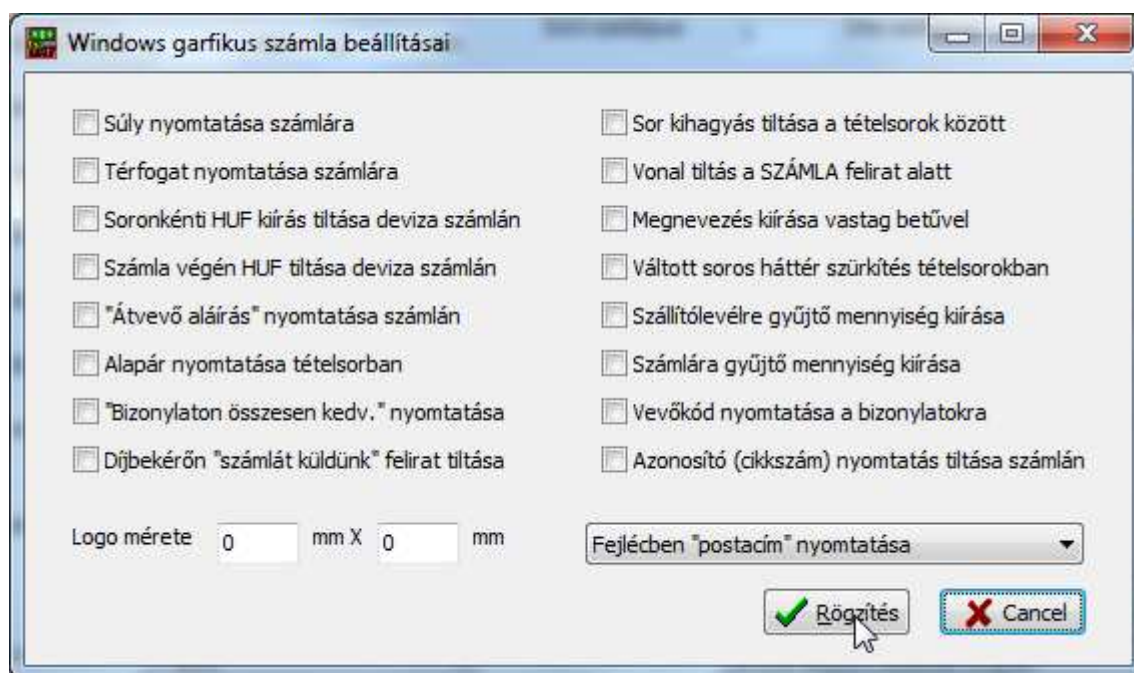 Windows garfikus számla beállításai
Súly nyomtatása számlára
Térfogat nyomtatása számlára
Soronkénti HUF kiírás tiltása deviza számlán
Számla végén HUF tiltása deviza számlán
"Átvevő aláírás" nyomtatása számlán
Alapár nyomtatása tételsorban
"Bizonylaton összesen kedv." nyomtatása
Díjbekérőn "számlát küldünk" felirat tiltása
Sor kihagyás tiltása a tételsorok között
Vonal tiltás a SZÁMLA felirat alatt
Megnevezés kiírása vastag betűvel
Váltott soros háttér szürkítés tételsorokban
Szállítólevélre gyűjtő mennyiség kiírása
Számlára gyűjtő mennyiség kiírása
Vevőkód nyomtatása a bizonylatokra
Azonosító (cikkszám) nyomtatás tiltása számlán
Logo mérete 0 mm X 0 mm
Fejlécben "postacím" nyomtatása
Rögzítés Cancel